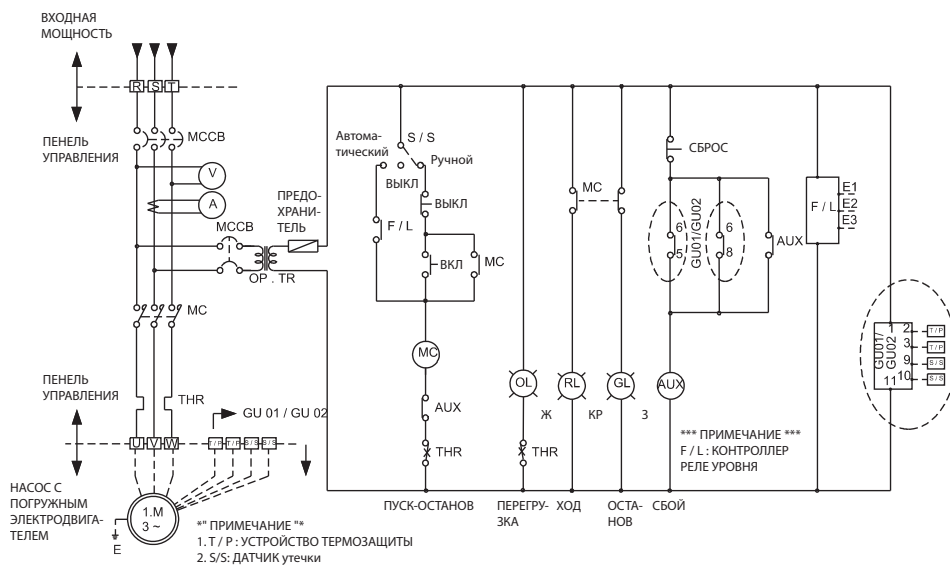 ВХОДНАЯ
МОЩНОСТЬ
R S T
ПЕНЕЛЬ
УПРАВЛЕНИЯ
MCCB
V
A
MCCB
ПРЕДО-
ХРАНИ-
ТЕЛЬ
OP . TR
MC
ПЕНЕЛЬ
УПРАВЛЕНИЯ
THR
GU 01 / GU 02
U V W T / P T / P S / S S / S
НАСОС С
ПОГРУЖНЫМ
ЭЛЕКТРОДВИГА-
ТЕЛЕМ
1.M
3 ~
E
*" ПРИМЕЧАНИЕ "*
1. T / P : УСТРОЙСТВО ТЕРМОЗАЩИТЫ
2. S/S: ДАТЧИК утечки
Автома-
тический
S / S
Ручной
ВЫКЛ
ВЫКЛ
F / L
ВКЛ
MC
MC
AUX
THR
ПУСК-ОСТАНОВ
OL
Ж
THR
ПЕРЕГРУ-
ЗКА
MC
RL
КР
ХОД
GL
З
ОСТА-
НОВ
СБРОС
6
5
GU01/GU02
6
8
AUX
AUX
СБОЙ
F / L
E1
E2
E3
*** ПРИМЕЧАНИЕ ***
F / L : КОНТРОЛЛЕР
РЕЛЕ УРОВНЯ
GU01/
GU02
1
2 T / P
3 T / P
9 S / S
10 S / S
11